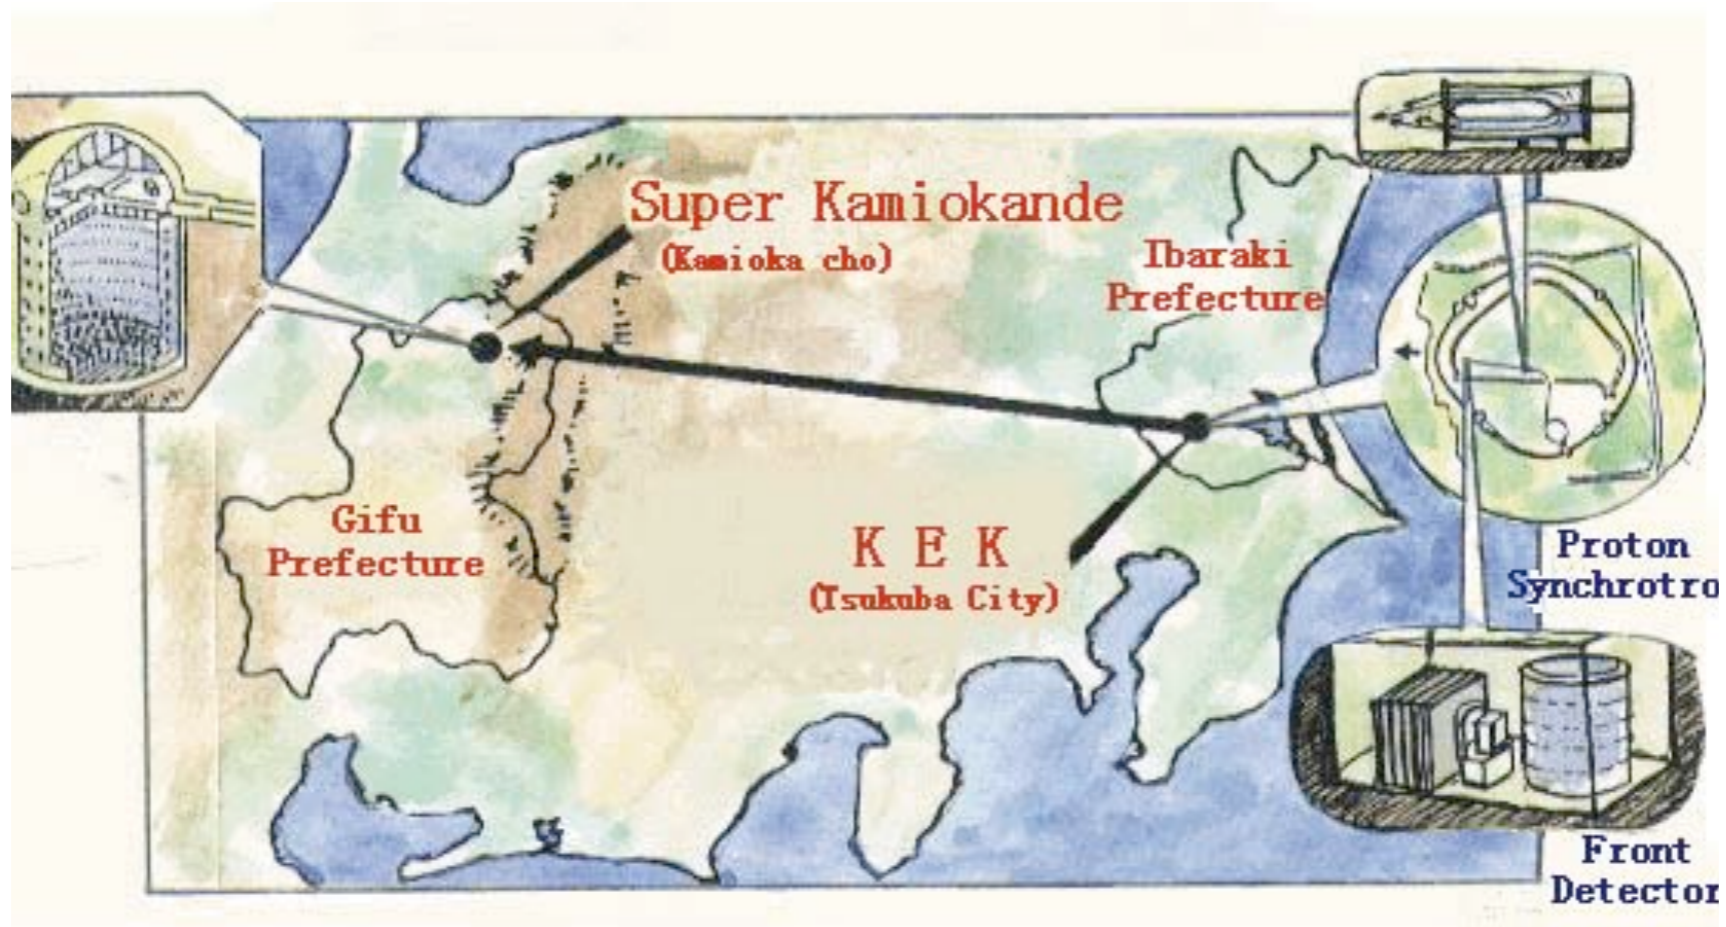 Super Kamiokande
(Kamioka cho)
Ibaraki
Prefecture
Gifu
Prefecture
K E K
(Tsukuba City)
Proton
Synchrotro
Front
Detector